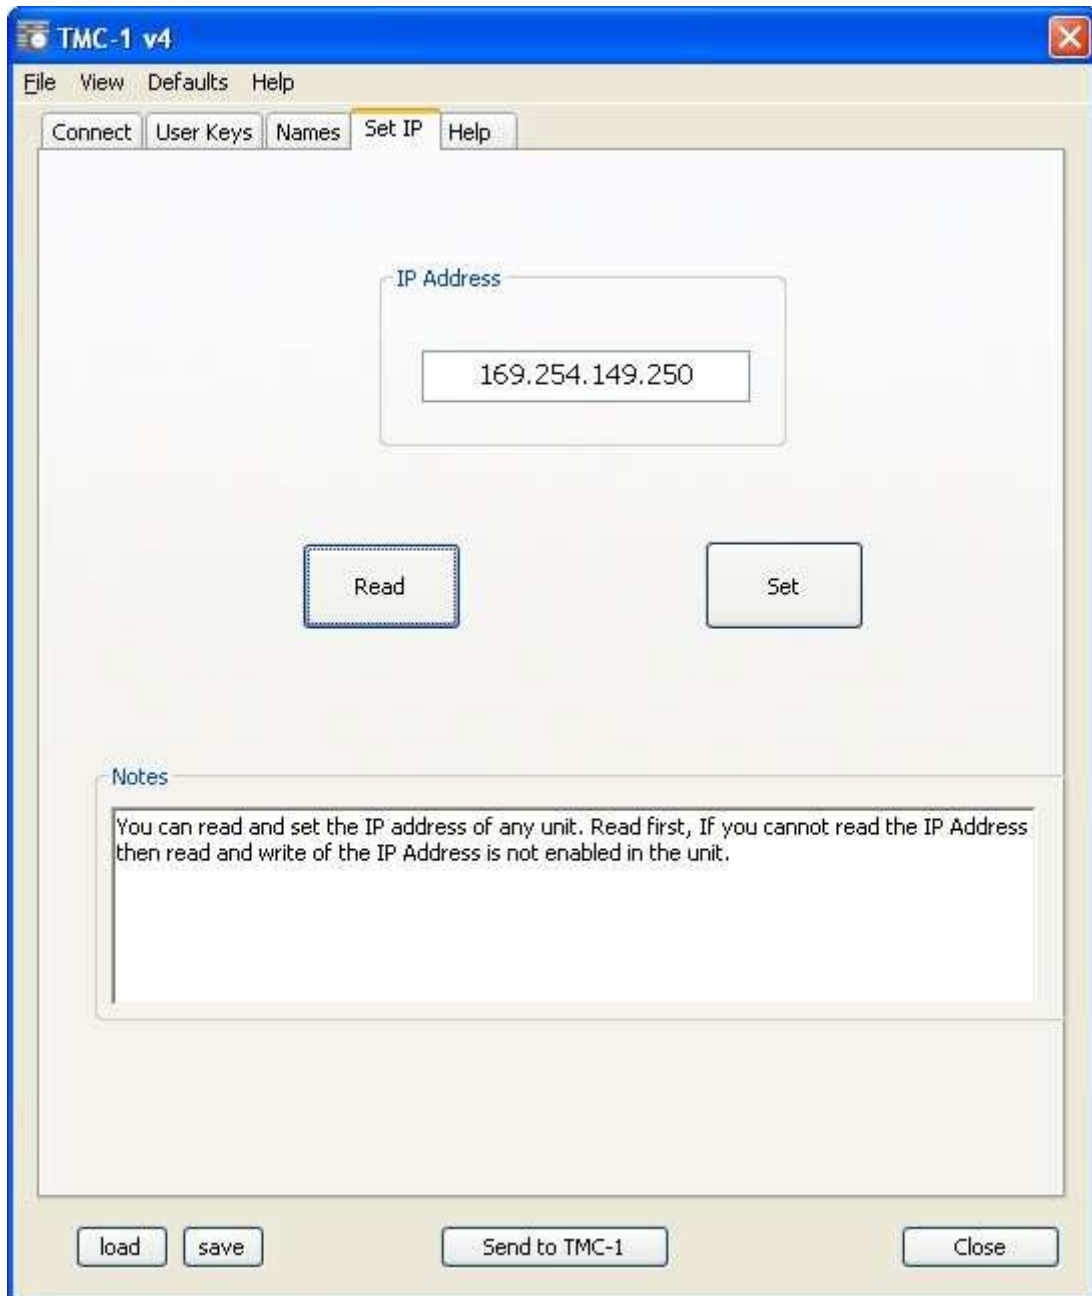 TMC-1 v4
File View Defaults Help
Connect User Keys Names Set IP Help
IP Address
169.254.149.250
Read Set
Notes
You can read and set the IP address of any unit. Read first, If you cannot read the IP Address
then read and write of the IP Address is not enabled in the unit.
load save Send to TMC-1 Close